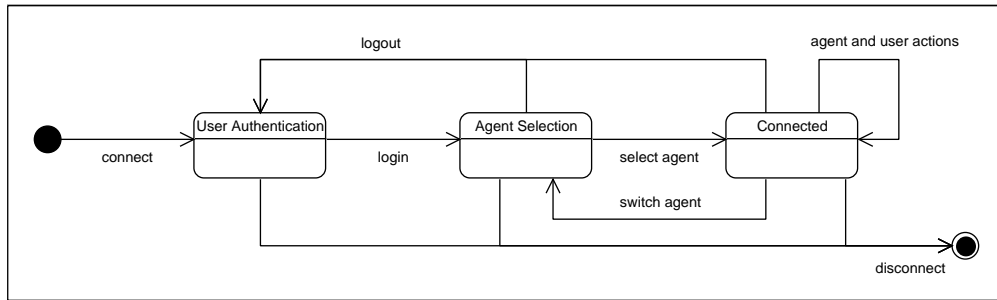 logout
agent and user actions
User Authentication
Agent Selection
Connected
connect
login
select agent
switch agent
disconnect